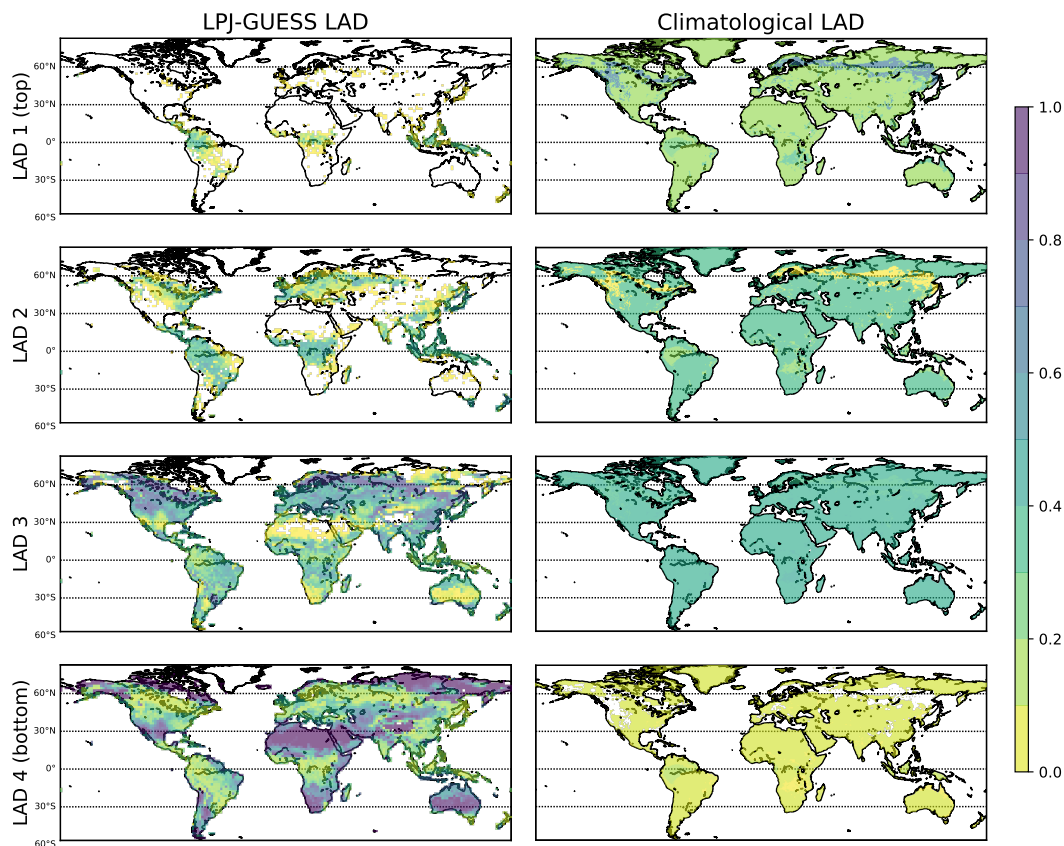 LPJ-GUESS LAD
Climatological LAD
LAD 1 (top)
60°N
30°N
0°
30°S
60°S
LAD 2
60°N
30°N
0°
30°S
60°S
LAD 3
60°N
30°N
0°
30°S
60°S
LAD 4 (bottom)
60°N
30°N
0°
30°S
60°S
1.0
0.8
0.6
0.4
0.2
0.0